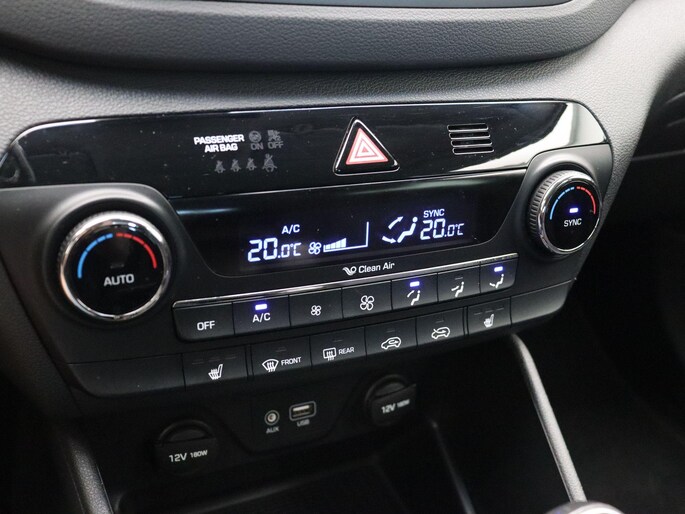 PASSENGER
AIR BAG
ON OFF
A/C
20.0°C
SYNC
20.0°C
Clean Air
AUTO
SYNC
OFF
A/C
FRONT
REAR
AUX
USB
12V 180W
12V 180W